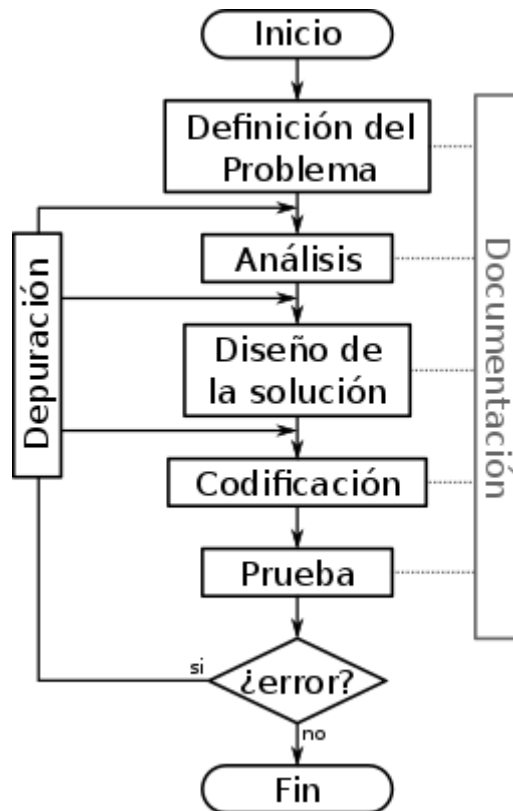 Inicio
Definición del
Problema
Análisis
Diseño de
la solución
Codificación
Prueba
¿error?
si
no
Fin
Depuración
Documentación